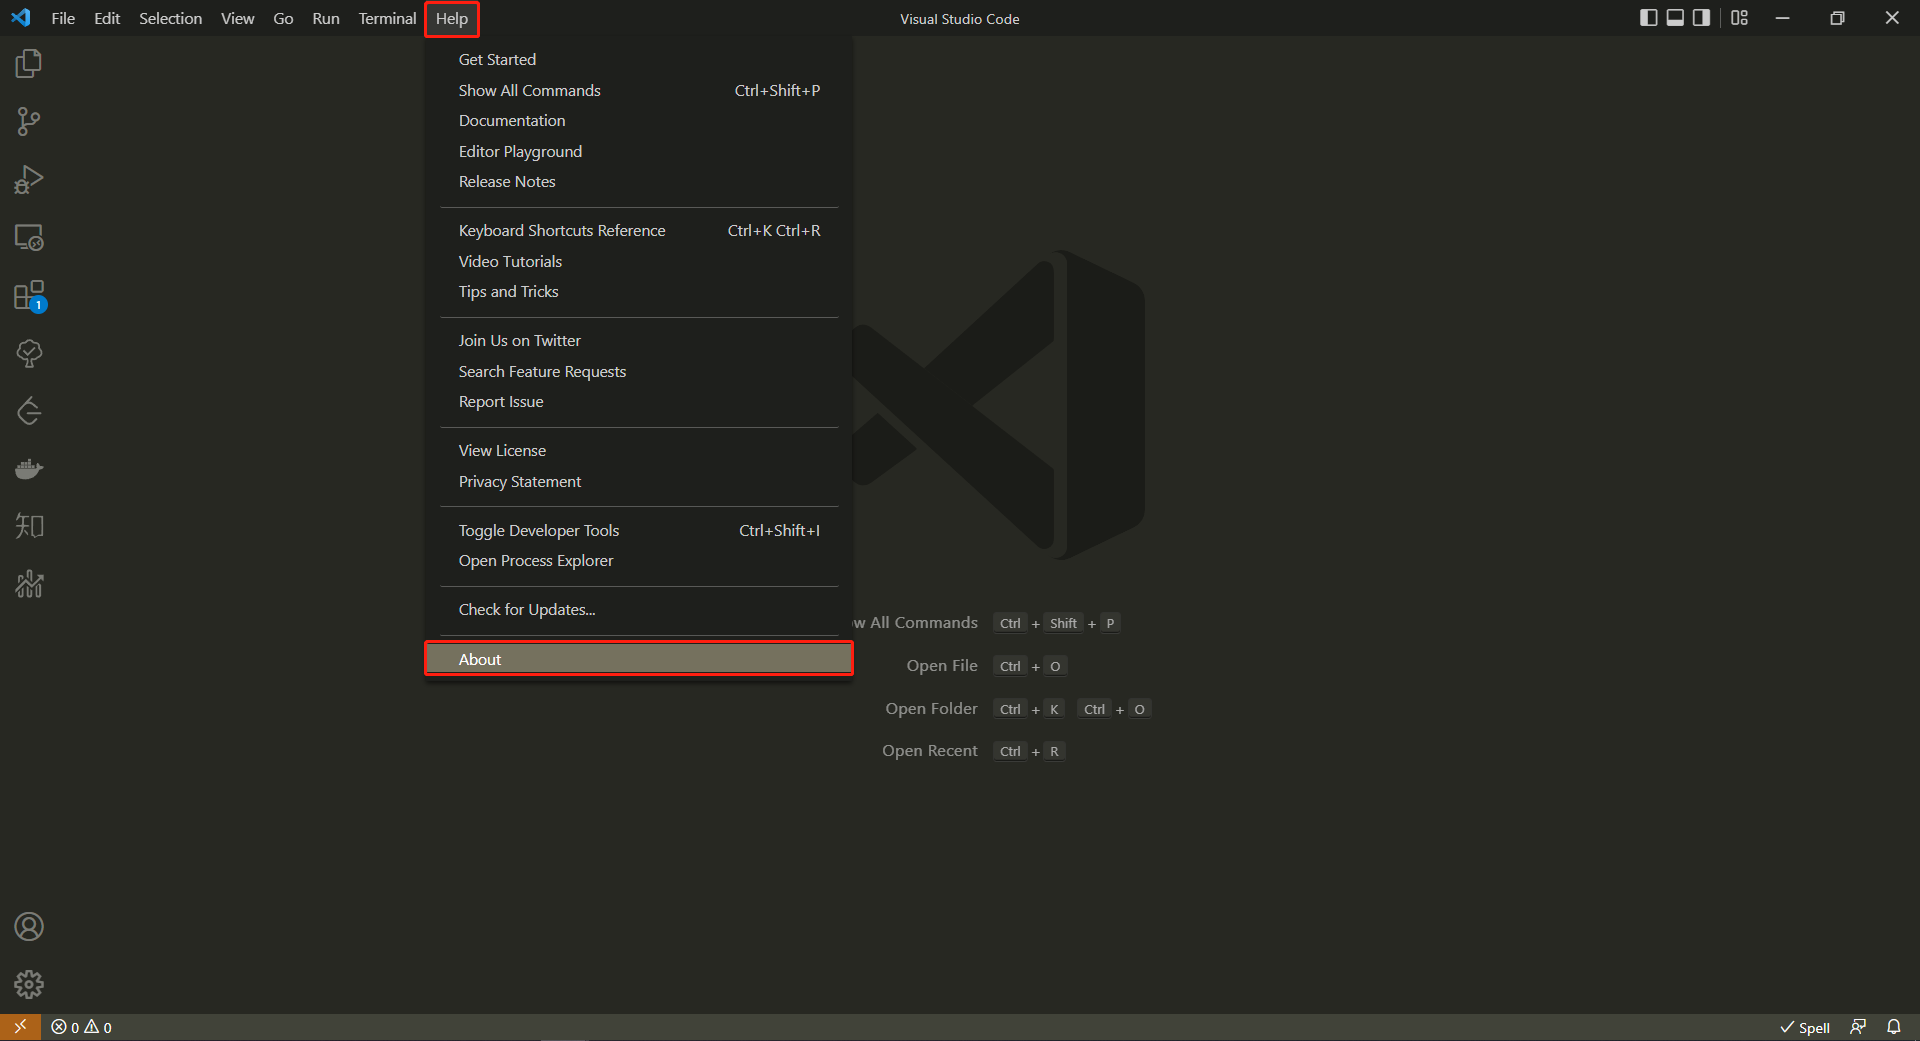 File Edit Selection View Go Run Terminal Help Visual Studio Code
Get Started
Show All Commands Ctrl+Shift+P
Documentation
Editor Playground
Release Notes
Keyboard Shortcuts Reference Ctrl+K Ctrl+R
Video Tutorials
Tips and Tricks
Join Us on Twitter
Search Feature Requests
Report Issue
View License
Privacy Statement
Toggle Developer Tools Ctrl+Shift+I
Open Process Explorer
Check for Updates...
About
1
知
w All Commands Ctrl + Shift + P
Open File Ctrl + O
Open Folder Ctrl + K Ctrl + O
Open Recent Ctrl + R
0 0 Spell